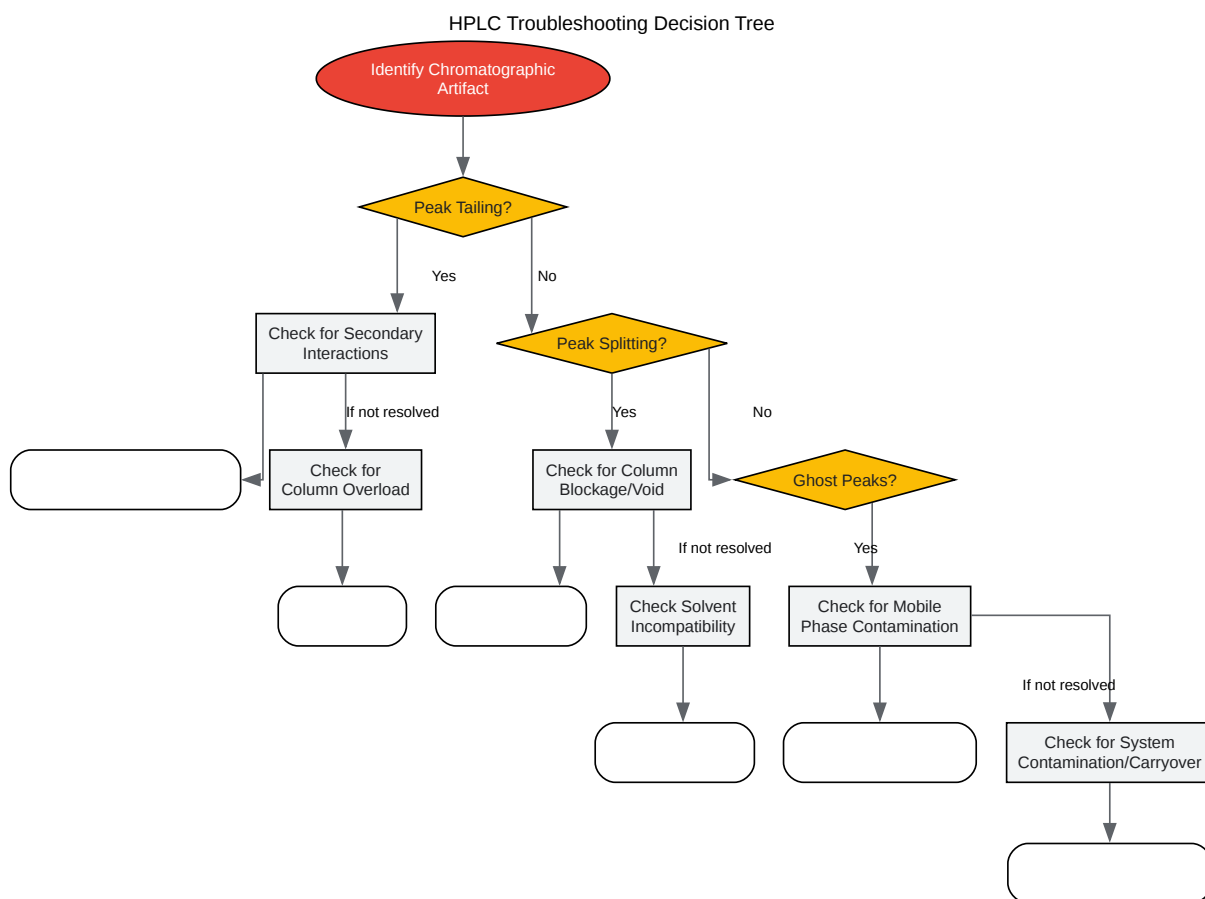 HPLC Troubleshooting Decision Tree
Identify Chromatographic
Artifact
Peak Tailing?
Yes
No
Check for Secondary
Interactions
Peak Splitting?
If not resolved
Yes
No
Check for
Column Overload
Check for Column
Blockage/Void
Ghost Peaks?
If not resolved
Yes
Check Solvent
Incompatibility
Check for Mobile
Phase Contamination
If not resolved
Check for System
Contamination/Carryover